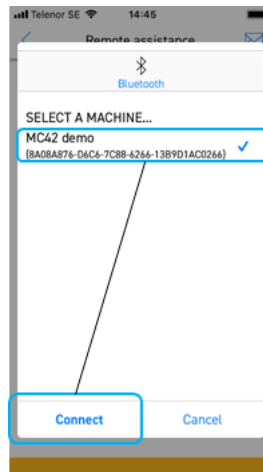 Telenor SE 14:45
Remote assistance
Bluetooth
SELECT A MACHINE...
MC42 demo
{8A08A876-D6C6-7C88-6266-13B9D1AC0266}
Connect Cancel